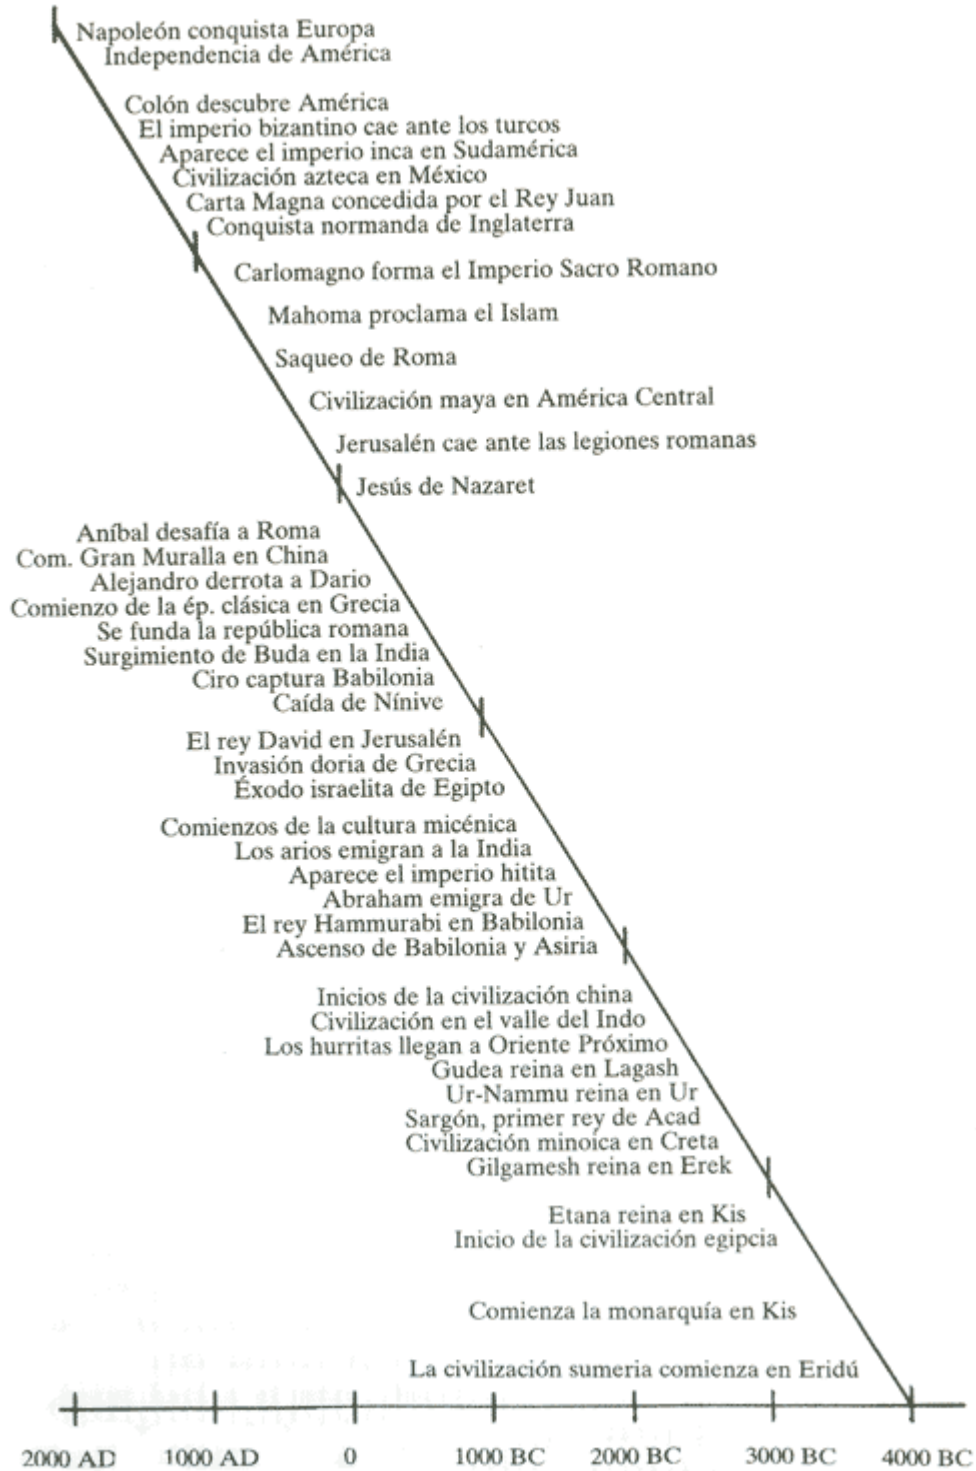 Napoleón conquista Europa
Independencia de América
Colón descubre América
El imperio bizantino cae ante los turcos
Aparece el imperio inca en Sudamérica
Civilización azteca en México
Carta Magna concedida por el Rey Juan
Conquista normanda de Inglaterra
Carlomagno forma el Imperio Sacro Romano
Mahoma proclama el Islam
Saqueo de Roma
Civilización maya en América Central
Jerusalén cae ante las legiones romanas
Jesús de Nazaret
Aníbal desafía a Roma
Com. Gran Muralla en China
Alejandro derrota a Dario
Comienzo de la ép. clásica en Grecia
Se funda la república romana
Surgimiento de Buda en la India
Ciro captura Babilonia
Caída de Nínive
El rey David en Jerusalén
Invasión doria de Grecia
Éxodo israelita de Egipto
Comienzos de la cultura micénica
Los arios emigran a la India
Aparece el imperio hitita
Abraham emigra de Ur
El rey Hammurabi en Babilonia
Ascenso de Babilonia y Asiria
Inicios de la civilización china
Civilización en el valle del Indo
Los hurritas llegan a Oriente Próximo
Gudea reina en Lagash
Ur-Nammu reina en Ur
Sargón, primer rey de Acad
Civilización minoica en Creta
Gilgamesh reina en Erek
Etana reina en Kis
Inicio de la civilización egipcia
Comienza la monarquía en Kis
La civilización sumeria comienza en Eridú
2000 AD 1000 AD 0 1000 BC 2000 BC 3000 BC 4000 BC